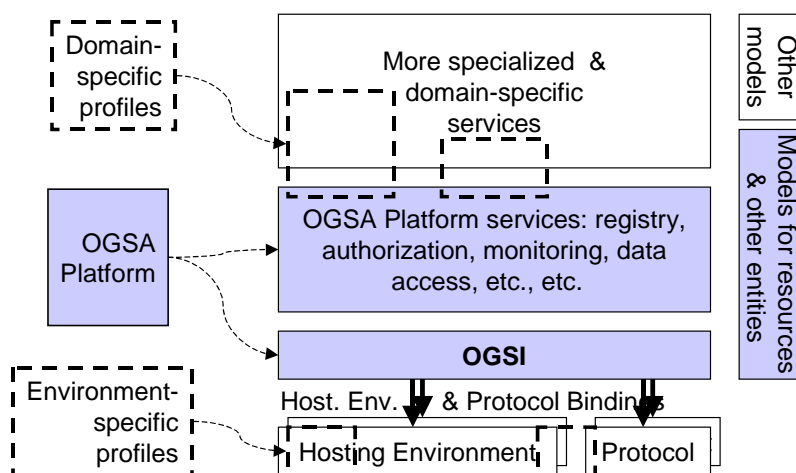 Domain-
specific
profiles
More specialized &
domain-specific
services
Other
models
OGSA
Platform
OGSA Platform services: registry,
authorization, monitoring, data
access, etc., etc.
Models for resources
& other entities
OGSI
Environment-
specific
profiles
Host. Env. & Protocol Bindings
Hosting Environment
Protocol